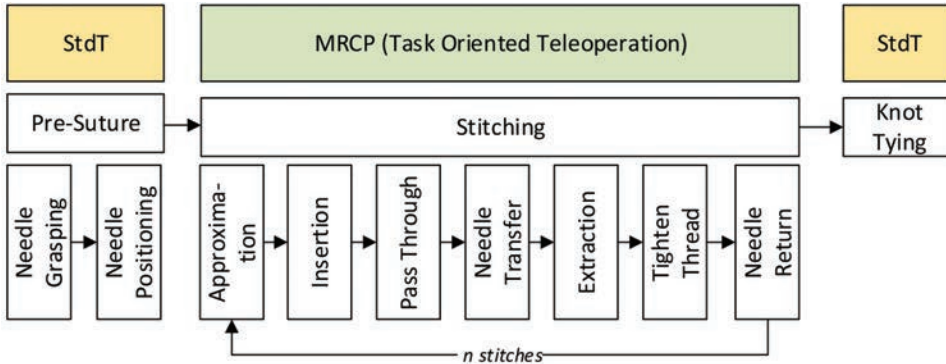 StdT
MRCP (Task Oriented Teleoperation)
StdT
Pre-Suture
Stitching
Knot
Tying
Needle
Grasping
Needle
Positioning
Approxima-
tion
Insertion
Pass Through
Needle
Transfer
Extraction
Tighten
Thread
Needle
Return
n stitches